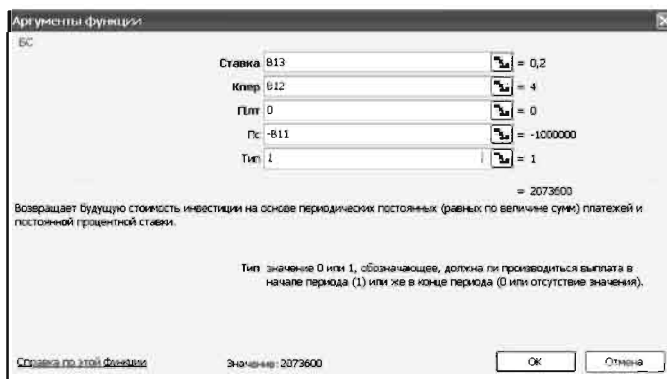 Аргументы функции
БС
Ставка B13 = 0,2
Кпер B12 = 4
Плт 0 = 0
Пс -B11 = -1000000
Тип 1 = 1
= 2073600
Возвращает будущую стоимость инвестиции на основе периодических постоянных (равных по величине сумм) платежей и
постоянной процентной ставки.
Тип значение 0 или 1, обозначающее, должна ли производиться выплата в
начале периода (1) или же в конце периода (0 или отсутствие значения).
Справка по этой функции
Значение: 2073600
ОК
Отмена